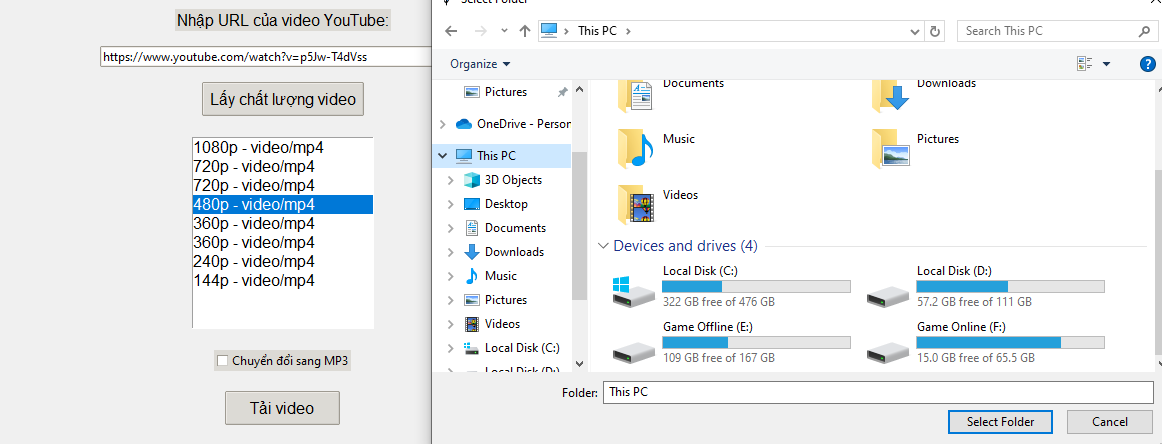 Nhập URL của video YouTube:
https://www.youtube.com/watch?v=p5Jw-T4dVss
Lấy chất lượng video
1080p - video/mp4
720p - video/mp4
720p - video/mp4
480p - video/mp4
360p - video/mp4
360p - video/mp4
240p - video/mp4
144p - video/mp4
Chuyển đổi sang MP3
Tải video
Select Folder
This PC
Search This PC
Organize
Pictures
OneDrive - Person
This PC
3D Objects
Desktop
Documents
Downloads
Music
Pictures
Videos
Local Disk (C:)
Local Disk (D:)
Documents
Downloads
Music
Pictures
Videos
Devices and drives (4)
Local Disk (C:)
322 GB free of 476 GB
Local Disk (D:)
57.2 GB free of 111 GB
Game Offline (E:)
109 GB free of 167 GB
Game Online (F:)
15.0 GB free of 65.5 GB
Folder:
This PC
Select Folder
Cancel